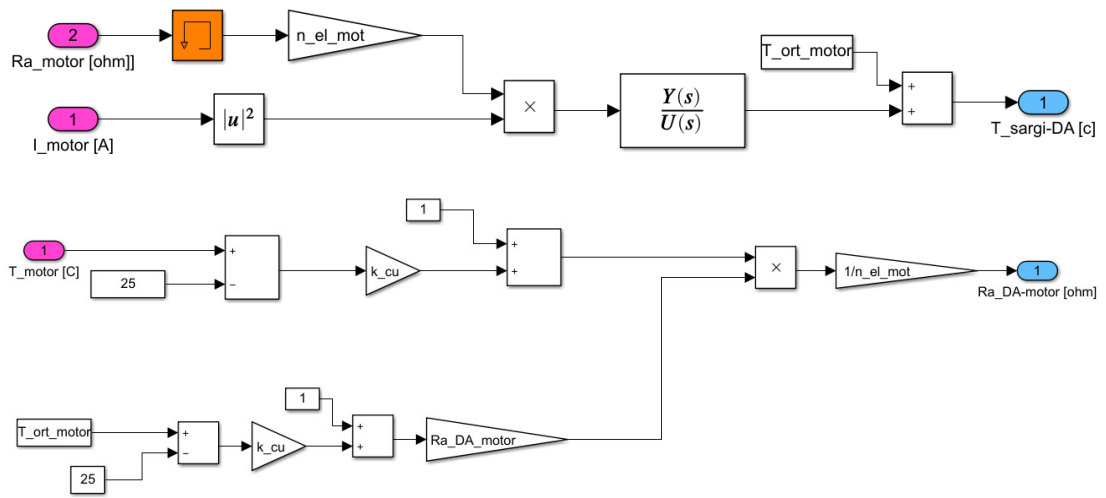 2
Ra_motor [ohm]]
n_el_mot
1
I_motor [A]
|u|²
×
Y(s)
U(s)
T_ort_motor
+
+
1
T_sargi-DA [c]
1
T_motor [C]
25
+
−
k_cu
1
+
+
×
1/n_el_mot
1
Ra_DA-motor [ohm]
T_ort_motor
25
+
−
k_cu
1
+
+
Ra_DA_motor